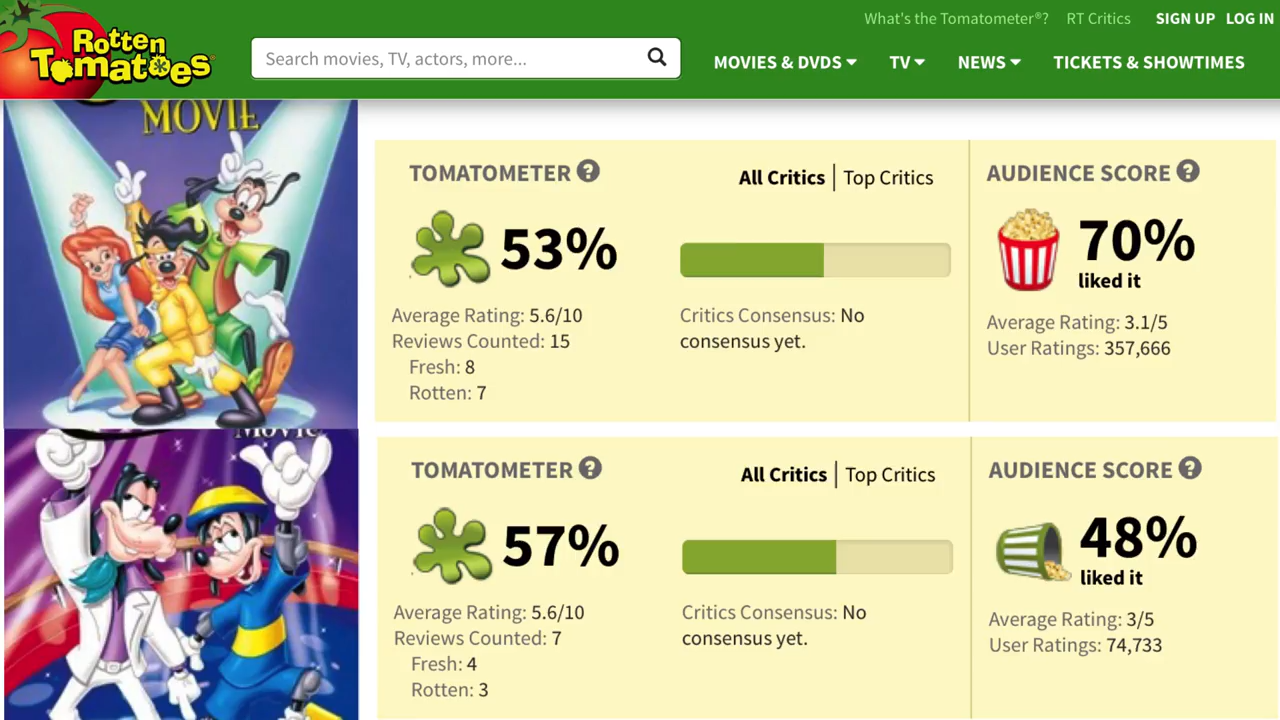 What's the Tomatometer®? RT Critics SIGN UP LOG IN
Rotten
Tomatoes®
Search movies, TV, actors, more...
MOVIES & DVDS TV NEWS TICKETS & SHOWTIMES
MOVIE
TOMATOMETER ?
All Critics | Top Critics
53%
Average Rating: 5.6/10
Reviews Counted: 15
Fresh: 8
Rotten: 7
Critics Consensus: No
consensus yet.
AUDIENCE SCORE ?
70%
liked it
Average Rating: 3.1/5
User Ratings: 357,666
MOVIE
TOMATOMETER ?
All Critics | Top Critics
57%
Average Rating: 5.6/10
Reviews Counted: 7
Fresh: 4
Rotten: 3
Critics Consensus: No
consensus yet.
AUDIENCE SCORE ?
48%
liked it
Average Rating: 3/5
User Ratings: 74,733